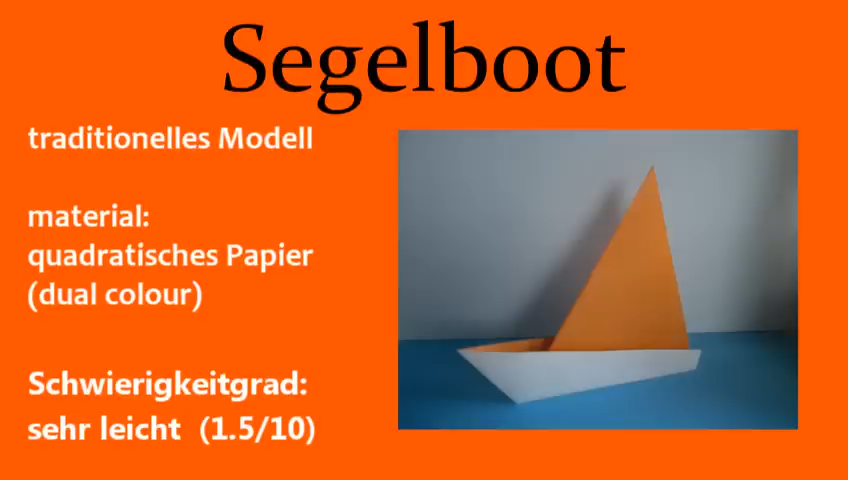 Segelboot
traditionelles Modell
material:
quadratisches Papier
(dual colour)
Schwierigkeitgrad:
sehr leicht (1.5/10)